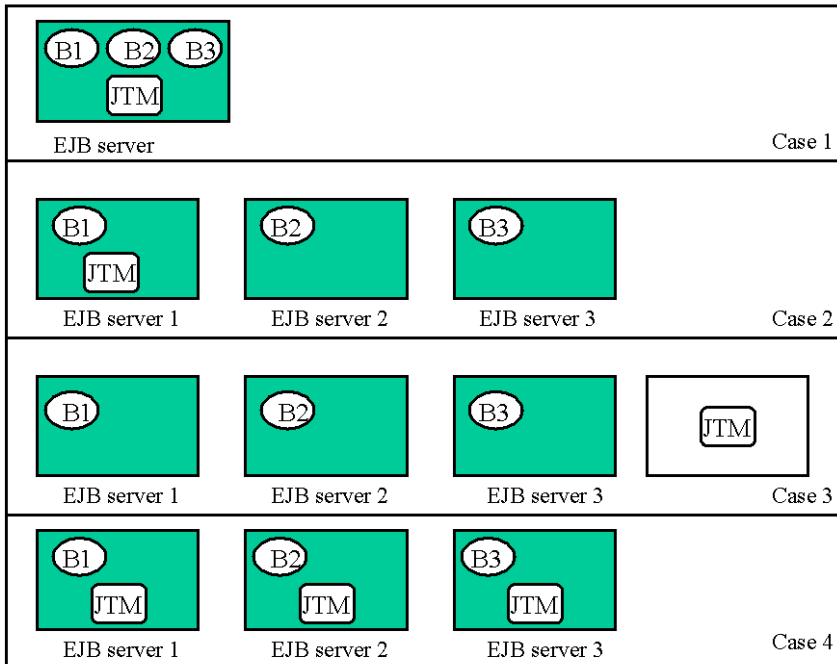 B1 B2 B3
JTM
EJB server
Case 1
B1 B2 B3
JTM
EJB server 1 EJB server 2 EJB server 3 Case 2
B1 B2 B3
JTM
EJB server 1 EJB server 2 EJB server 3 Case 3
B1 B2 B3
JTM JTM JTM
EJB server 1 EJB server 2 EJB server 3 Case 4